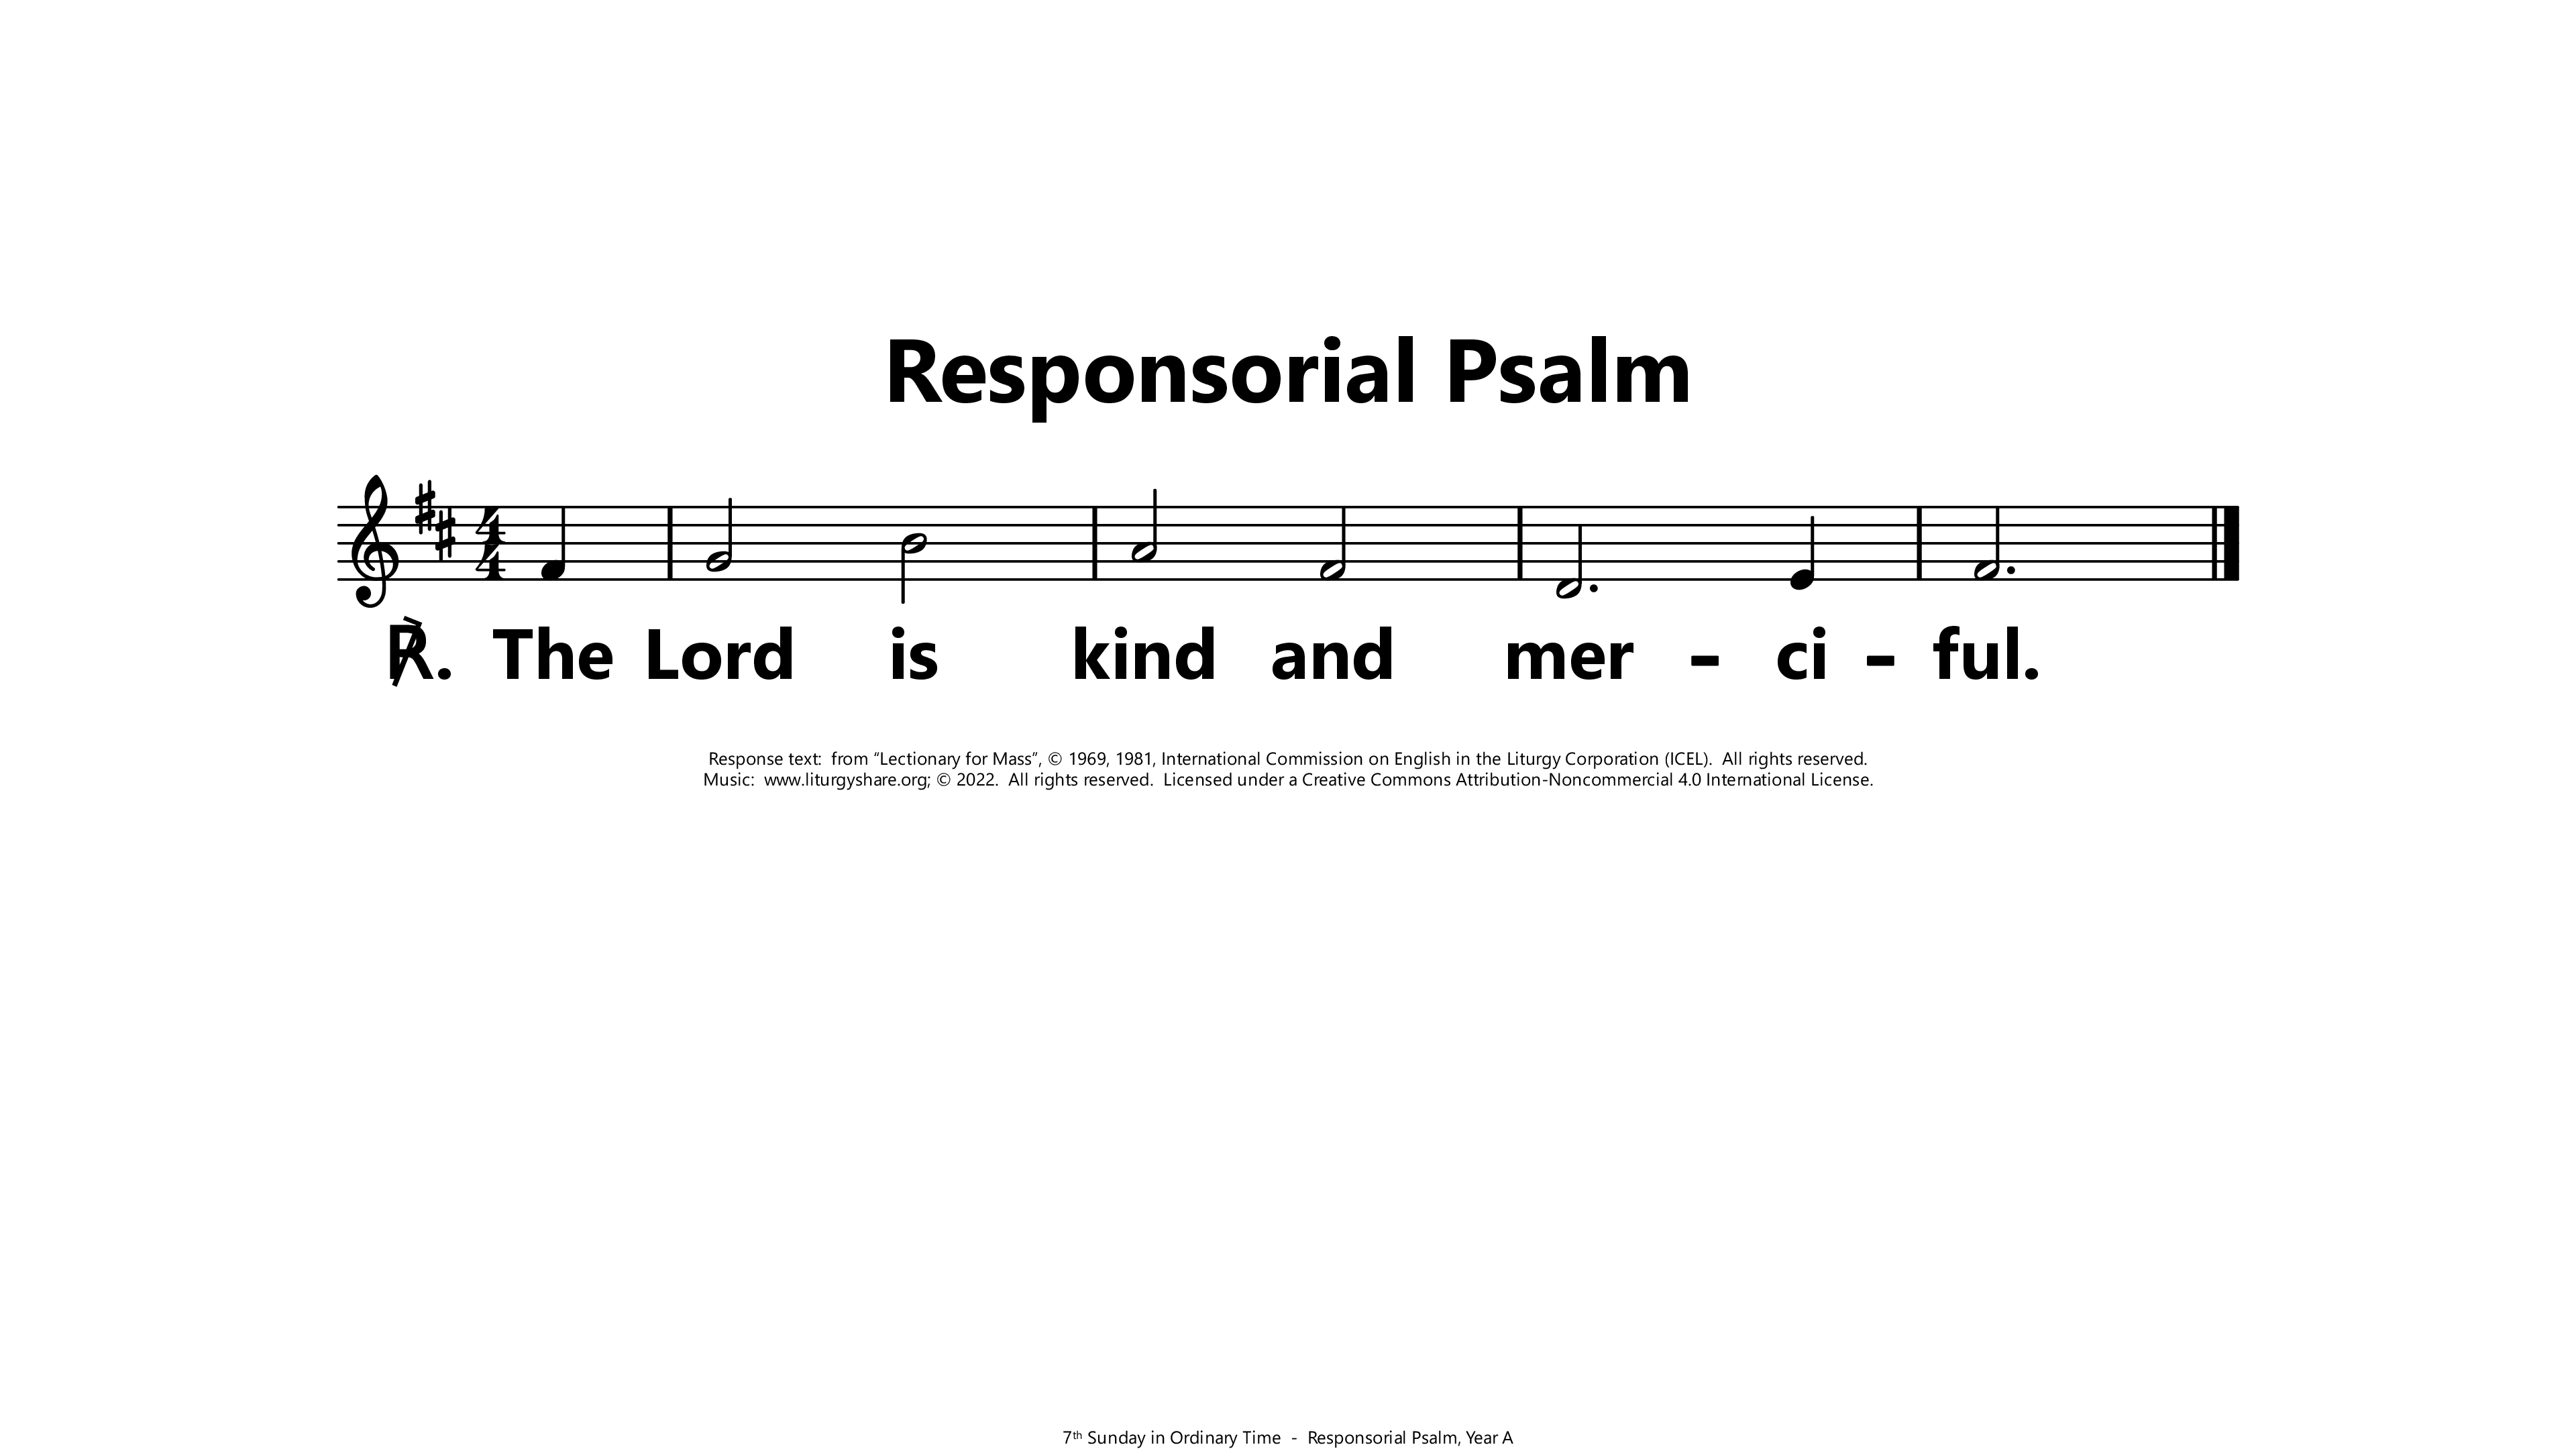 Responsorial Psalm
4
4
℟. The Lord is kind and mer - ci - ful.
Response text:  from “Lectionary for Mass”, © 1969, 1981, International Commission on English in the Liturgy Corporation (ICEL).  All rights reserved.
Music:  www.liturgyshare.org; © 2022.  All rights reserved.  Licensed under a Creative Commons Attribution-Noncommercial 4.0 International License.
7th Sunday in Ordinary Time  -  Responsorial Psalm, Year A